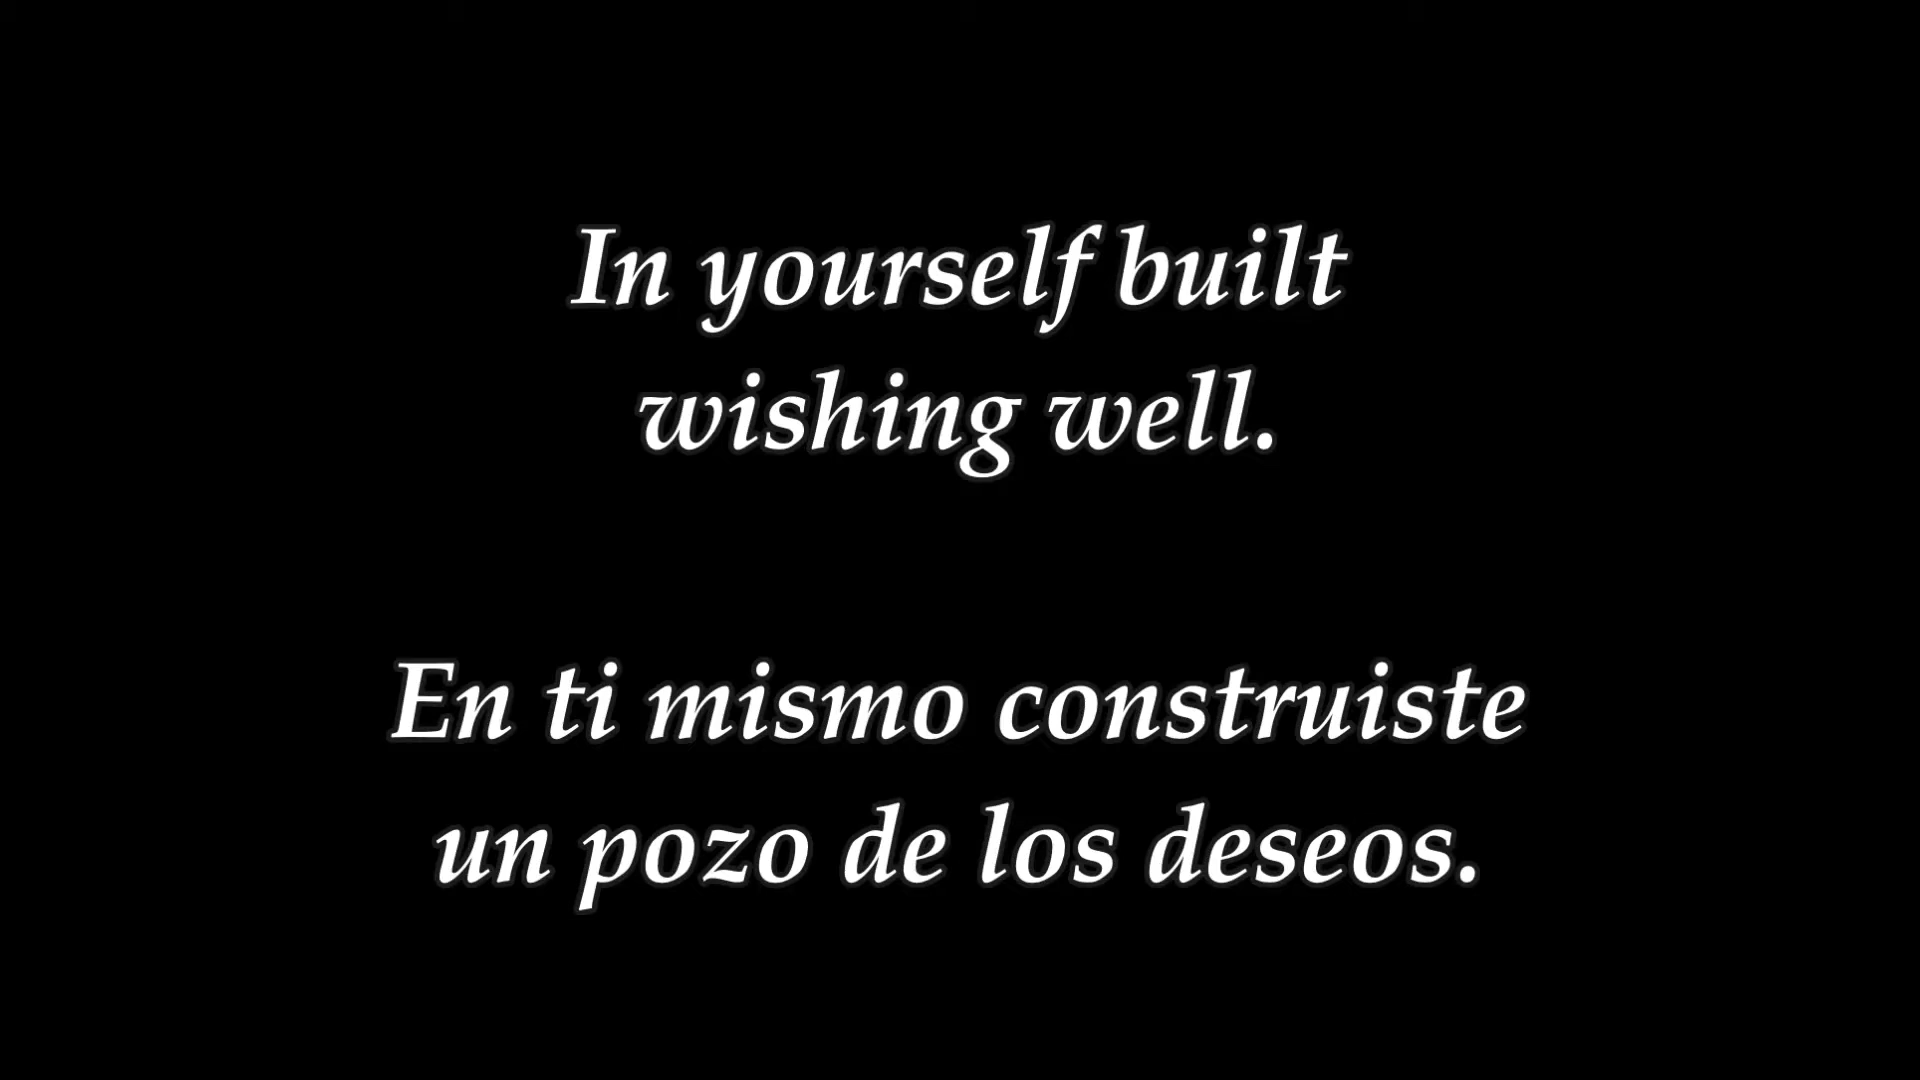 In yourself built
wishing well.
En ti mismo construiste
un pozo de los deseos.